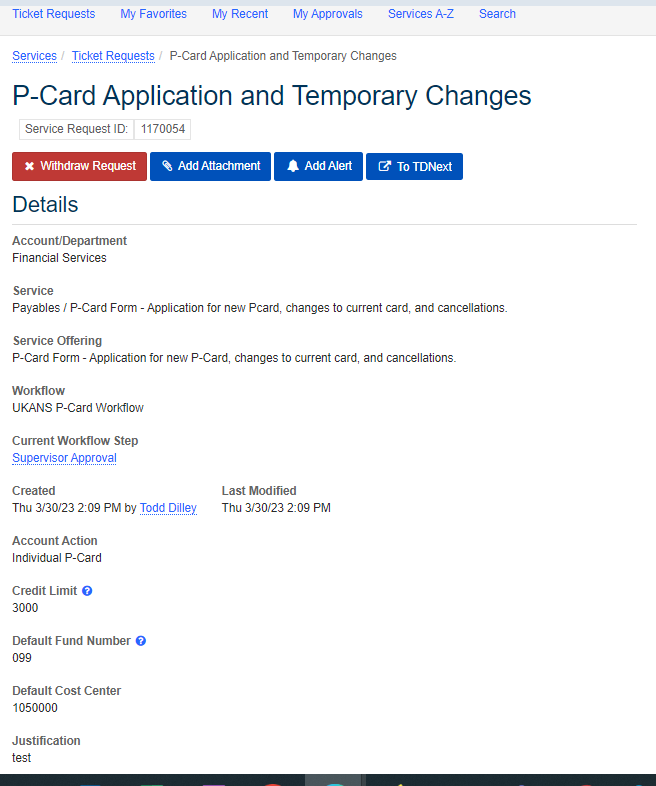 Ticket Requests My Favorites My Recent My Approvals Services A-Z Search
Services / Ticket Requests / P-Card Application and Temporary Changes
P-Card Application and Temporary Changes
Service Request ID: 1170054
Withdraw Request Add Attachment Add Alert To TDNext
Details
Account/Department
Financial Services
Service
Payables / P-Card Form - Application for new Pcard, changes to current card, and cancellations.
Service Offering
P-Card Form - Application for new P-Card, changes to current card, and cancellations.
Workflow
UKANS P-Card Workflow
Current Workflow Step
Supervisor Approval
Created Last Modified
Thu 3/30/23 2:09 PM by Todd Dilley Thu 3/30/23 2:09 PM
Account Action
Individual P-Card
Credit Limit ?
3000
Default Fund Number ?
099
Default Cost Center
1050000
Justification
test